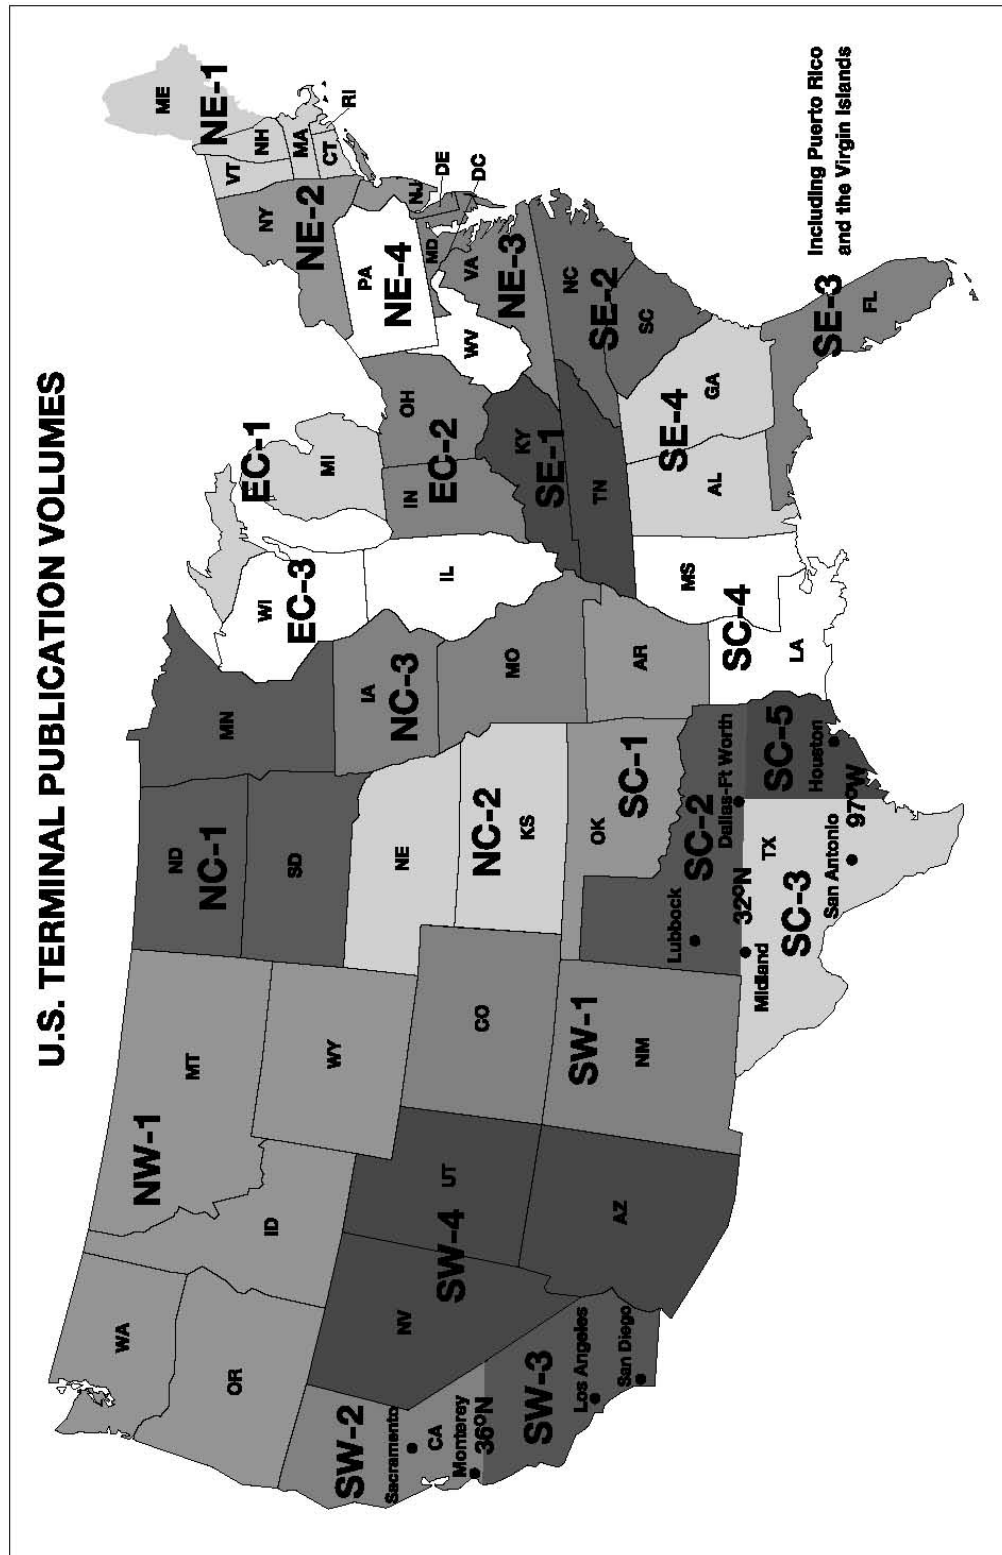 U.S. TERMINAL PUBLICATION VOLUMES
WA
OR
NW-1
MT
ID
WY
SW-2
Sacramento
CA
Monterey
36ºN
SW-3
Los Angeles
San Diego
NV
SW-4
UT
AZ
CO
SW-1
NM
ND
NC-1
SD
MN
NE
NC-2
KS
IA
NC-3
MO
OK
SC-1
AR
Lubbock
SC-2
Dallas-Ft Worth
32ºN
Midland
TX
SC-3
San Antonio
97ºW
SC-5
Houston
WI
EC-3
IL
EC-1
MI
IN
OH
EC-2
KY
SE-1
TN
MS
SC-4
LA
AL
SE-4
GA
NC
SE-2
SC
SE-3
FL
Including Puerto Rico
and the Virgin Islands
WV
VA
NE-3
MD
DE
DC
NJ
PA
NE-4
NY
NE-2
VT
NH
ME
NE-1
MA
CT
RI